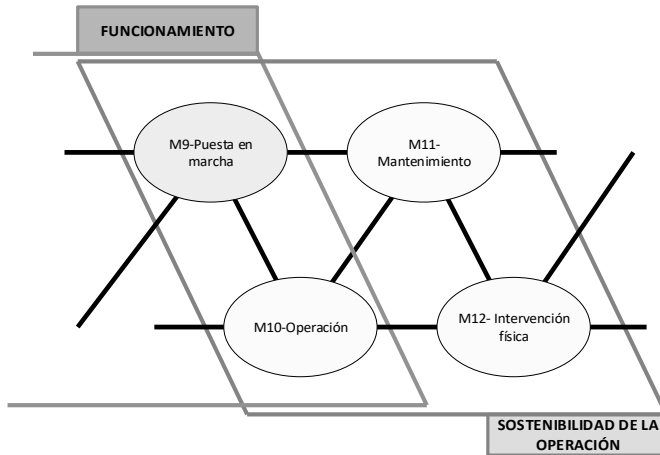 FUNCIONAMIENTO
M9-Puesta en
marcha
M11-
Mantenimiento
M10-Operación
M12- Intervención
física
SOSTENIBILIDAD DE LA
OPERACIÓN